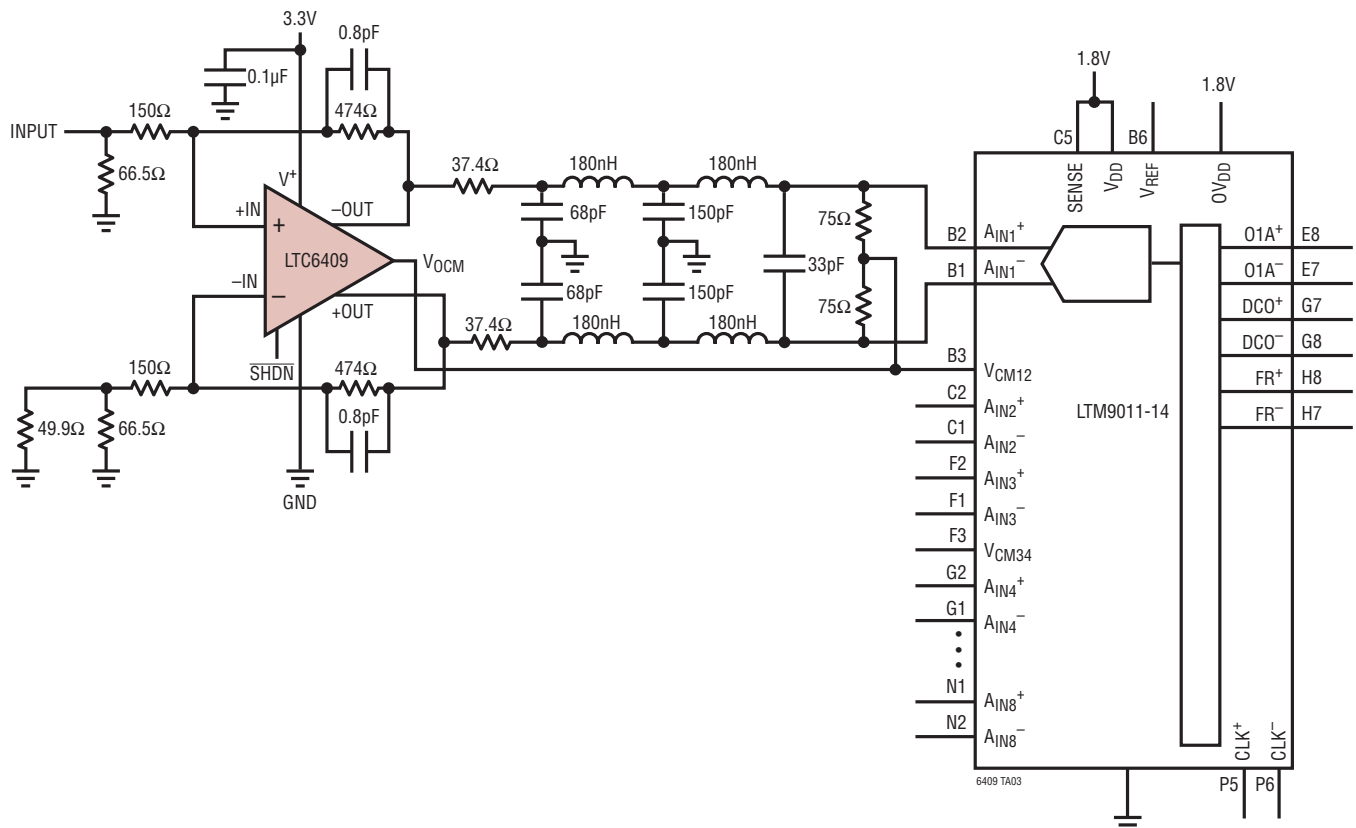 3.3V
0.8pF
0.1µF
1.8V
1.8V
150Ω
474Ω
INPUT
C5
B6
37.4Ω
180nH
180nH
66.5Ω
V+
SENSE
VDD
VREF
OVDD
+IN
–OUT
68pF
150pF
75Ω
+
LTC6409
VOCM
B2
AIN1+
O1A+
E8
33pF
B1
AIN1–
O1A–
E7
–IN
–
+OUT
68pF
150pF
75Ω
DCO+
G7
37.4Ω
180nH
180nH
DCO–
G8
150Ω
SHDN
474Ω
B3
VCM12
FR+
H8
0.8pF
C2
AIN2+
LTM9011-14
FR–
H7
49.9Ω
66.5Ω
C1
AIN2–
GND
F2
AIN3+
F1
AIN3–
F3
VCM34
G2
AIN4+
G1
AIN4–
N1
AIN8+
N2
AIN8–
CLK+
CLK–
6409 TA03
P5
P6